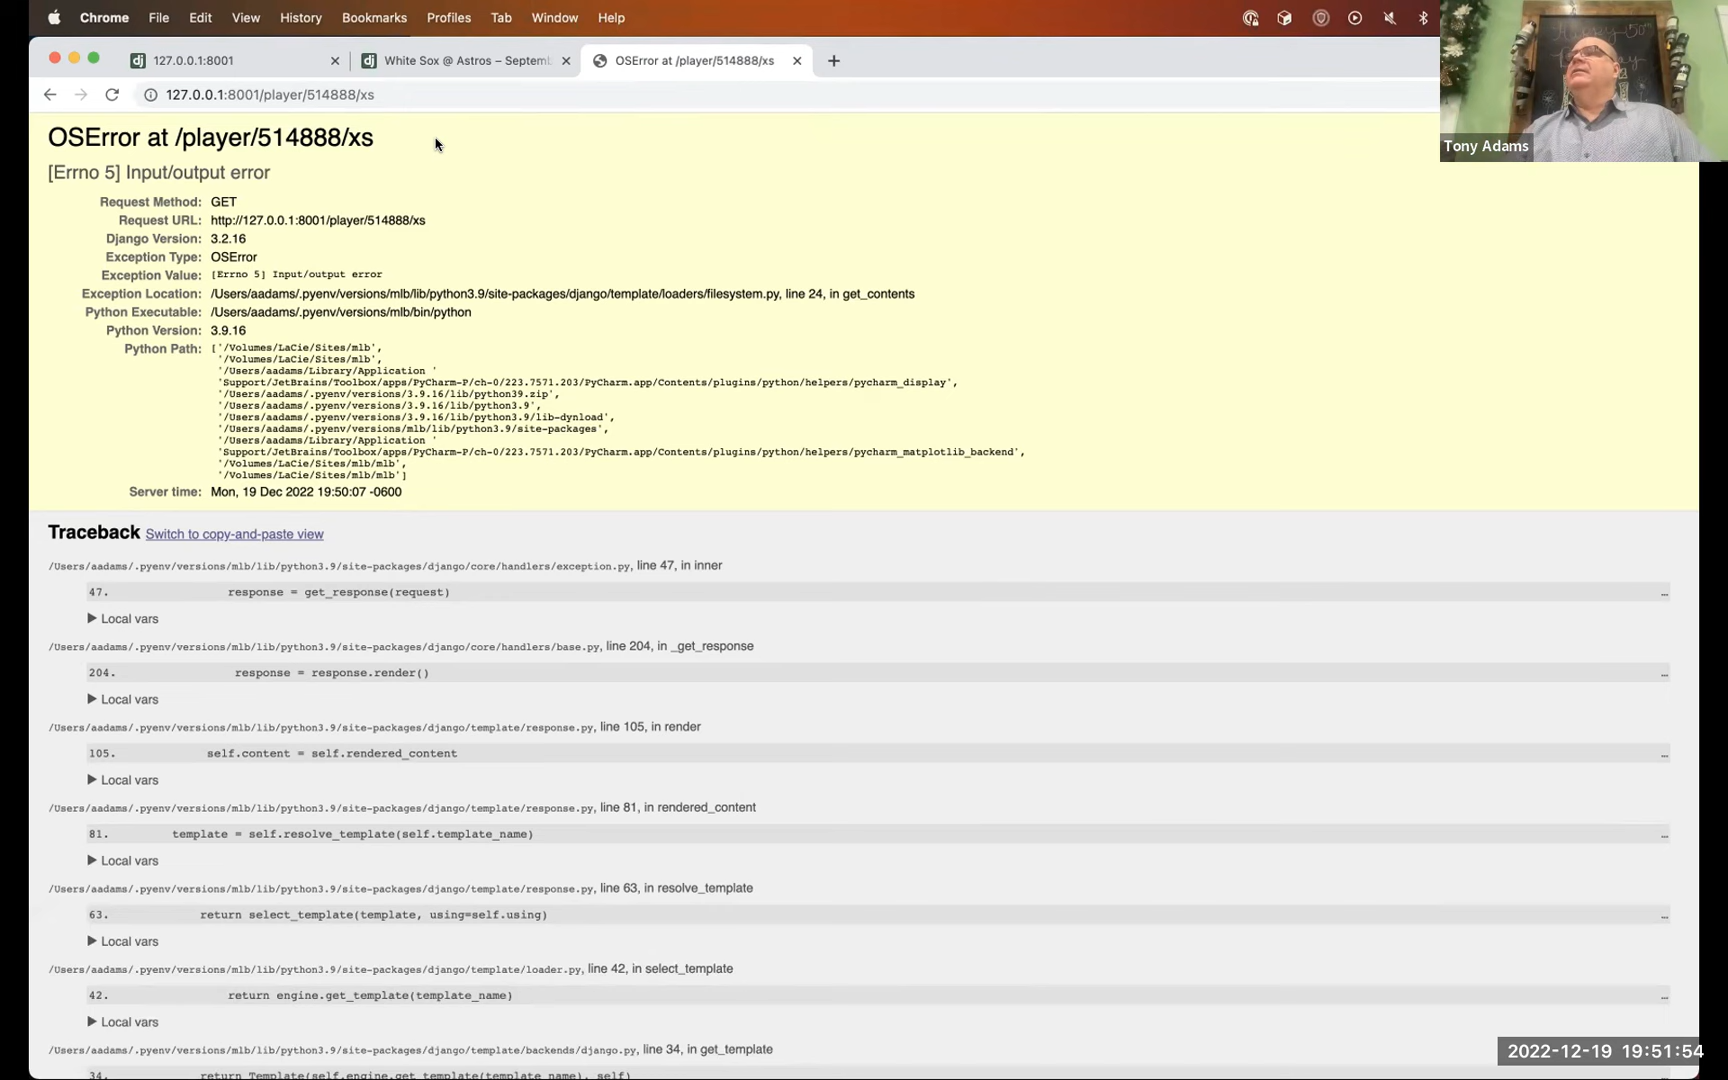 Chrome File Edit View History Bookmarks Profiles Tab Window Help
127.0.0.1:8001
White Sox @ Astros – Septemb
OSError at /player/514888/xs
127.0.0.1:8001/player/514888/xs
OSError at /player/514888/xs
[Errno 5] Input/output error
Request Method: GET
Request URL: http://127.0.0.1:8001/player/514888/xs
Django Version: 3.2.16
Exception Type: OSError
Exception Value: [Errno 5] Input/output error
Exception Location: /Users/aadams/.pyenv/versions/mlb/lib/python3.9/site-packages/django/template/loaders/filesystem.py, line 24, in get_contents
Python Executable: /Users/aadams/.pyenv/versions/mlb/bin/python
Python Version: 3.9.16
Python Path: ['/Volumes/LaCie/Sites/mlb',
'/Volumes/LaCie/Sites/mlb',
'/Users/aadams/Library/Application '
'Support/JetBrains/Toolbox/apps/PyCharm-P/ch-0/223.7571.203/PyCharm.app/Contents/plugins/python/helpers/pycharm_display',
'/Users/aadams/.pyenv/versions/3.9.16/lib/python39.zip',
'/Users/aadams/.pyenv/versions/3.9.16/lib/python3.9',
'/Users/aadams/.pyenv/versions/3.9.16/lib/python3.9/lib-dynload',
'/Users/aadams/.pyenv/versions/mlb/lib/python3.9/site-packages',
'/Users/aadams/Library/Application '
'Support/JetBrains/Toolbox/apps/PyCharm-P/ch-0/223.7571.203/PyCharm.app/Contents/plugins/python/helpers/pycharm_matplotlib_backend',
'/Volumes/LaCie/Sites/mlb/mlb',
'/Volumes/LaCie/Sites/mlb/mlb']
Server time: Mon, 19 Dec 2022 19:50:07 -0600
Traceback Switch to copy-and-paste view
/Users/aadams/.pyenv/versions/mlb/lib/python3.9/site-packages/django/core/handlers/exception.py, line 47, in inner
47. response = get_response(request) …
Local vars
/Users/aadams/.pyenv/versions/mlb/lib/python3.9/site-packages/django/core/handlers/base.py, line 204, in _get_response
204. response = response.render() …
Local vars
/Users/aadams/.pyenv/versions/mlb/lib/python3.9/site-packages/django/template/response.py, line 105, in render
105. self.content = self.rendered_content …
Local vars
/Users/aadams/.pyenv/versions/mlb/lib/python3.9/site-packages/django/template/response.py, line 81, in rendered_content
81. template = self.resolve_template(self.template_name) …
Local vars
/Users/aadams/.pyenv/versions/mlb/lib/python3.9/site-packages/django/template/response.py, line 63, in resolve_template
63. return select_template(template, using=self.using) …
Local vars
/Users/aadams/.pyenv/versions/mlb/lib/python3.9/site-packages/django/template/loader.py, line 42, in select_template
42. return engine.get_template(template_name) …
Local vars
/Users/aadams/.pyenv/versions/mlb/lib/python3.9/site-packages/django/template/backends/django.py, line 34, in get_template
34. return Template(self.engine.get_template(template_name), self)
Tony Adams
2022-12-19 19:51:54